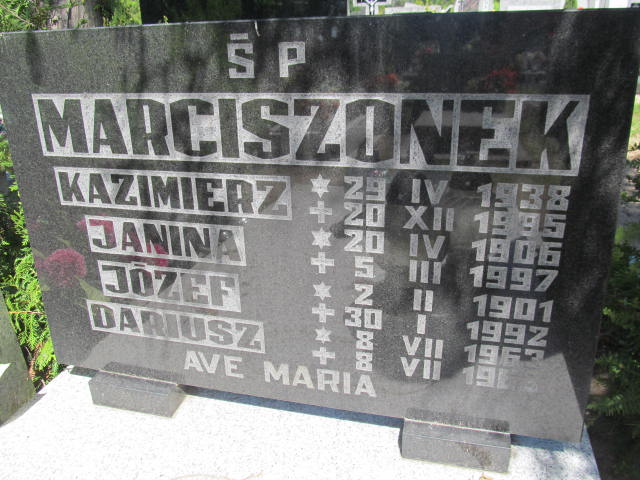 Ś P
MARCISZONEK
KAZIMIERZ ✡ 29 IV 1938
+ 20 XII 1995
JANINA ✡ 20 IV 1906
+ 5 III 1997
JÓZEF ✡ 2 II 1901
+ 30 I 1992
DARIUSZ ✡ 8 VII 1963
+ 8 VII
AVE MARIA